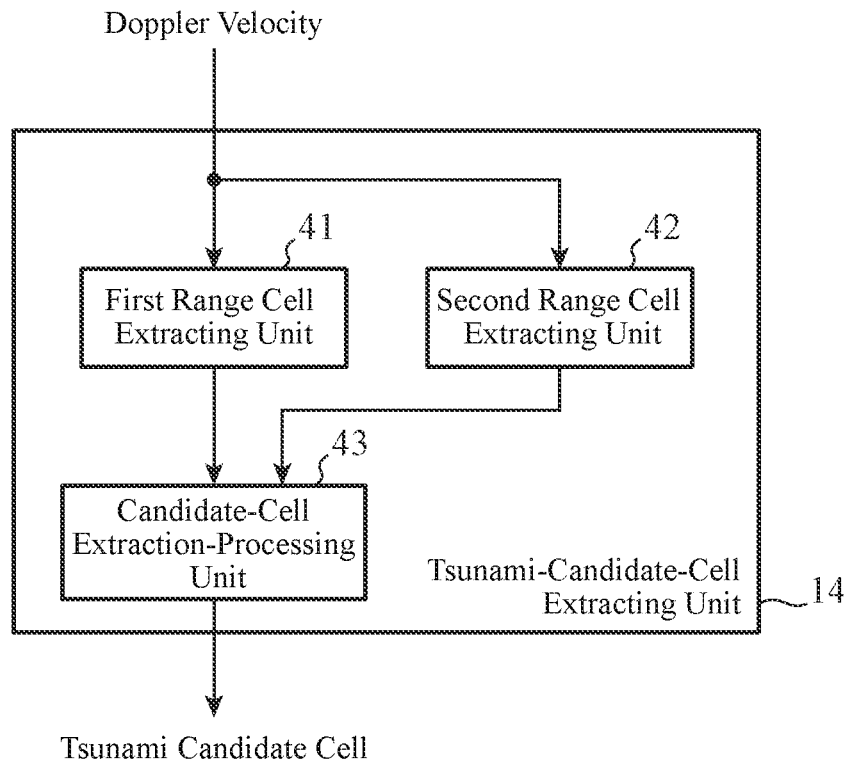 Doppler Velocity
41
42
First Range Cell
Extracting Unit
Second Range Cell
Extracting Unit
43
Candidate-Cell
Extraction-Processing
Unit
Tsunami-Candidate-Cell
Extracting Unit
14
Tsunami Candidate Cell